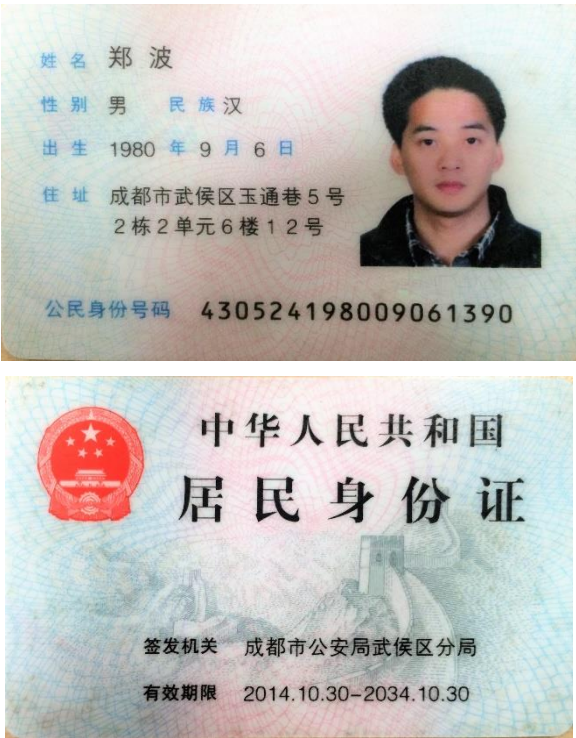 姓名 郑波
性别 男 民族 汉
出生 1980 年 9 月 6 日
住址 成都市武侯区玉通巷5号
2栋2单元6楼12号
公民身份号码 430524198009061390
中华人民共和国
居民身份证
签发机关 成都市公安局武侯区分局
有效期限 2014.10.30-2034.10.30